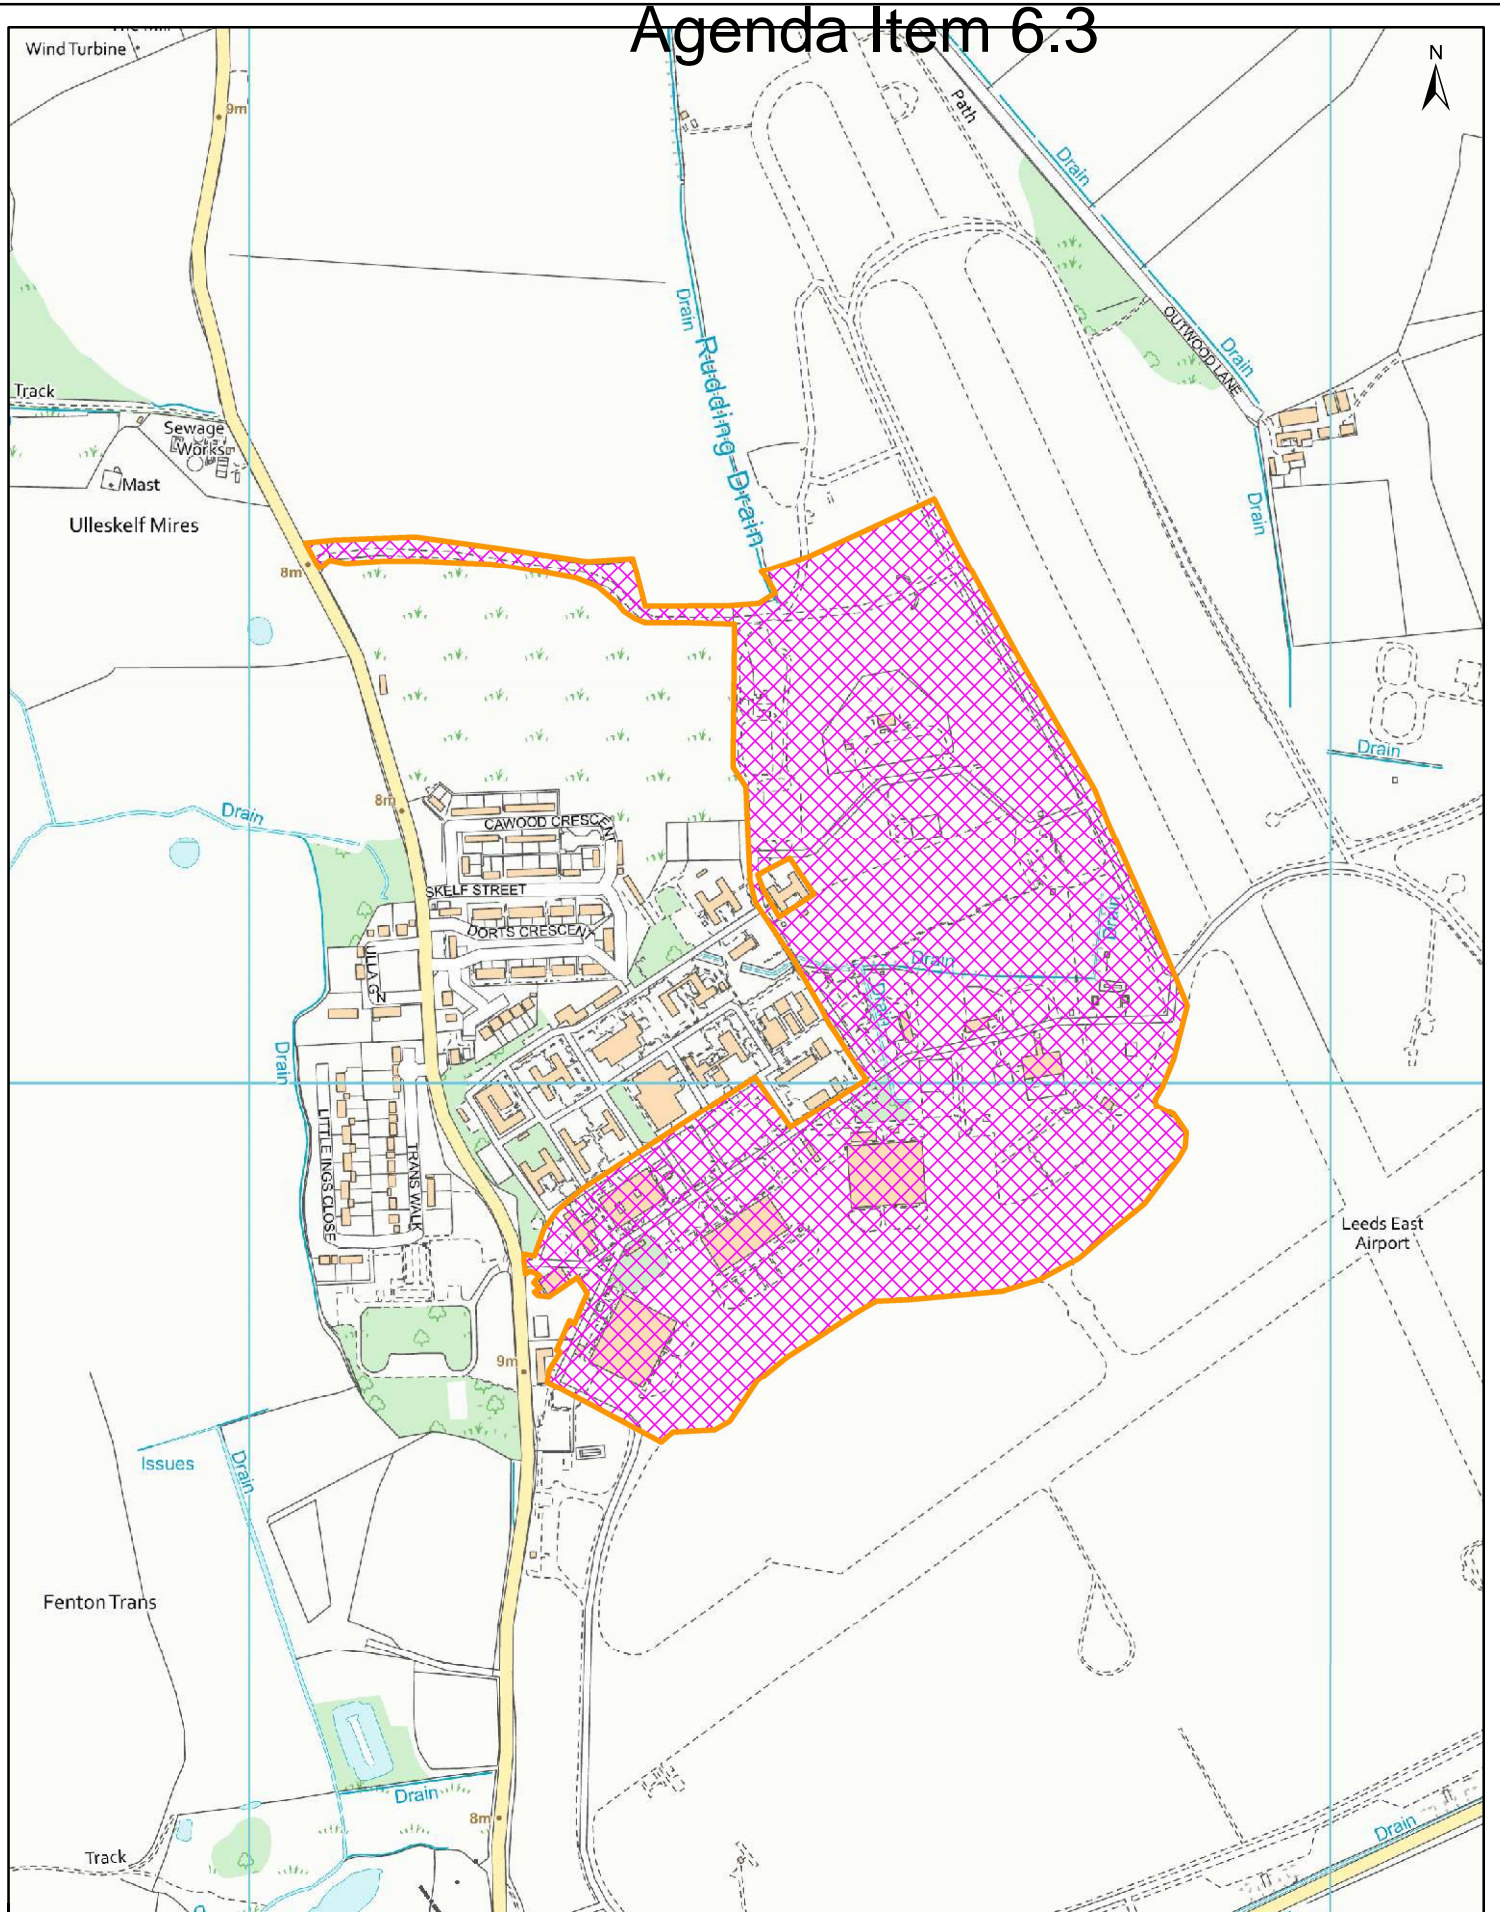 Agenda Item 6.3
Wind Turbine
N
9m
Path
Drain
Drain
Rudding Drain
OUTWOOD LANE
Drain
Track
Sewage
Works
Mast
Ulleskelf Mires
Drain
8m
Drain
8m
Drain
CAWOOD CRESCENT
SKELF STREET
DORTS CRESCENT
Drain
Drain
Drain
Drain
LITTLE INGS CLOSE
TRANS WALK
Leeds East
Airport
9m
Issues
Drain
Fenton Trans
Drain
8m
Drain
Track